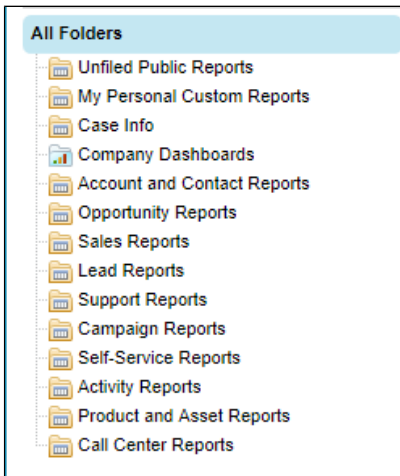 All Folders
Unfiled Public Reports
My Personal Custom Reports
Case Info
Company Dashboards
Account and Contact Reports
Opportunity Reports
Sales Reports
Lead Reports
Support Reports
Campaign Reports
Self-Service Reports
Activity Reports
Product and Asset Reports
Call Center Reports